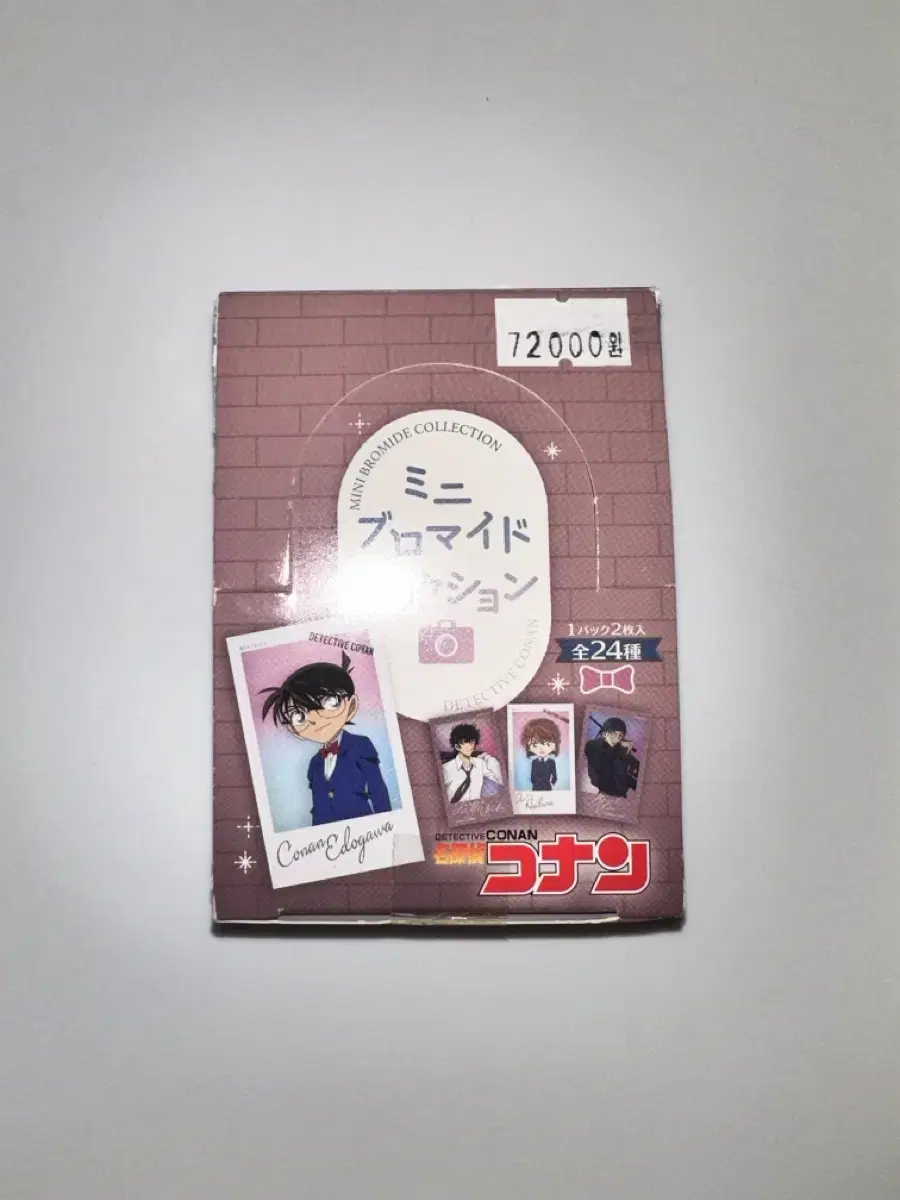 72000원
MINI BROMIDE COLLECTION
ミニ
ブロマイド
ション
DETECTIVE CONAN
1パック2枚入
全24種
DETECTIVE CONAN
Conan Edogawa
DETECTIVE CONAN
名探偵
コナン